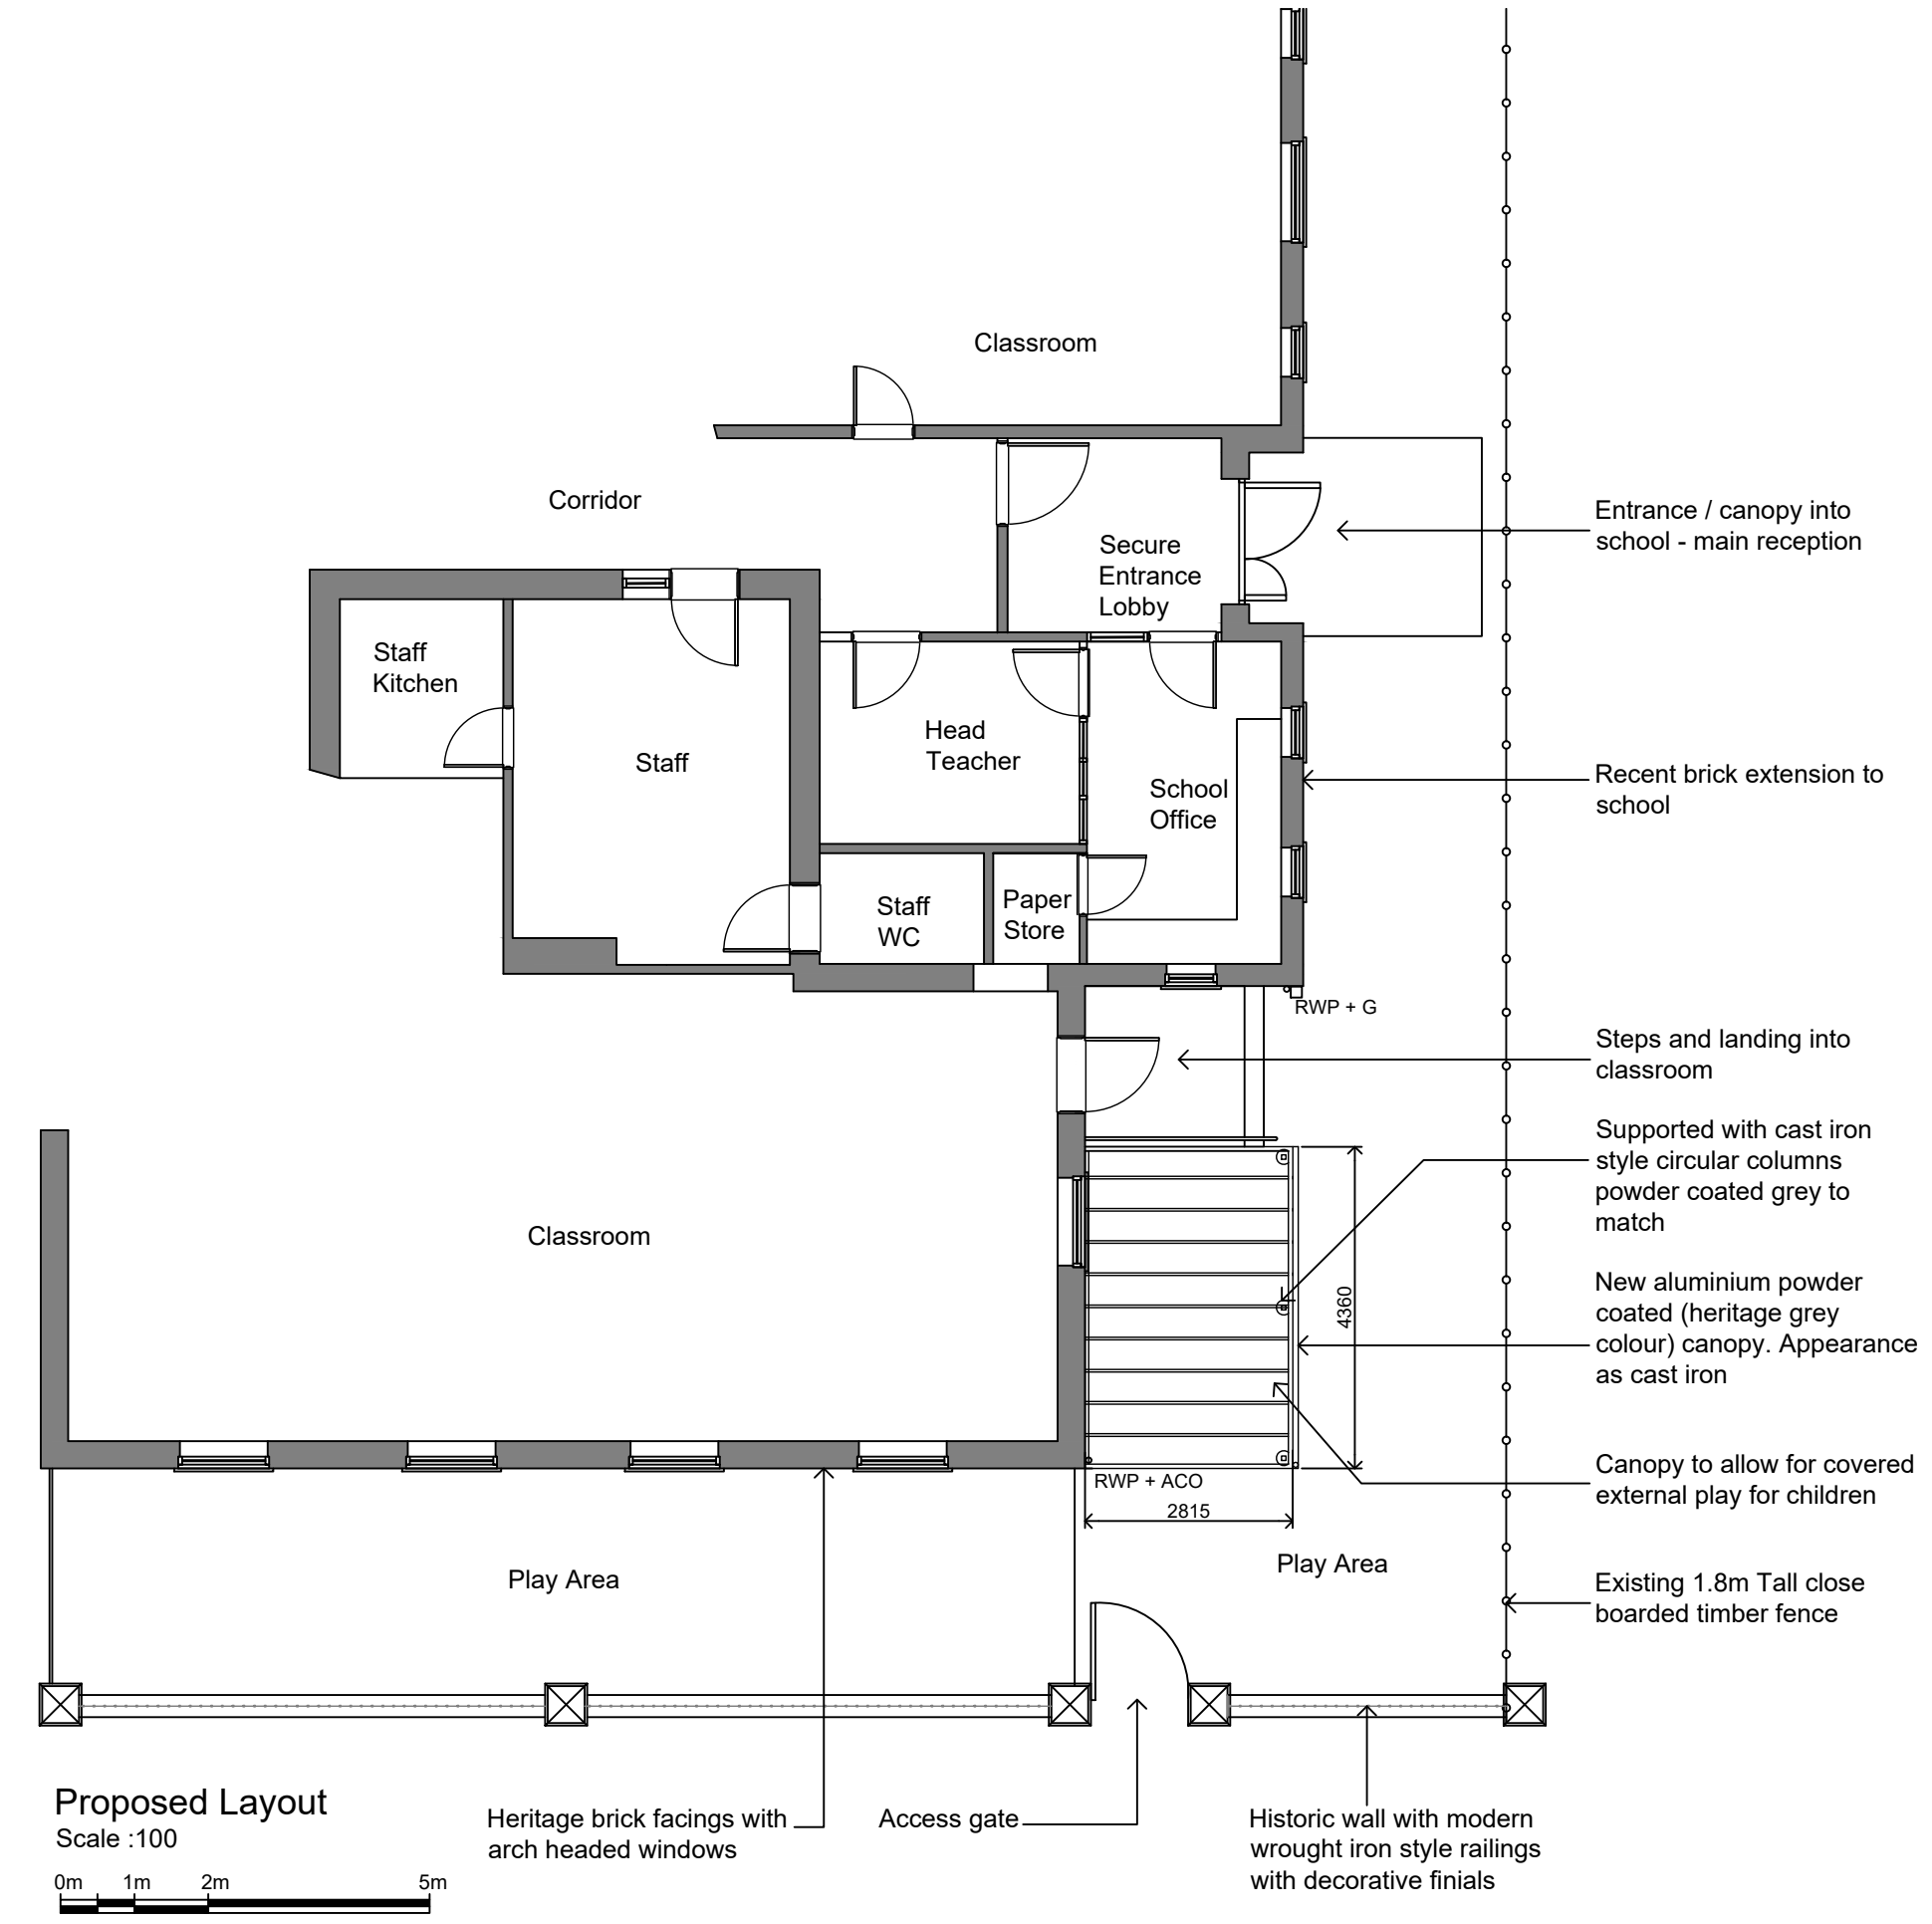 Classroom
Corridor
Secure
Entrance
Lobby
Entrance / canopy into
school - main reception
Staff
Kitchen
Staff
Head
Teacher
School
Office
Recent brick extension to
school
Staff
WC
Paper
Store
RWP + G
Steps and landing into
classroom
Supported with cast iron
style circular columns
powder coated grey to
match
Classroom
New aluminium powder
coated (heritage grey
colour) canopy. Appearance
as cast iron
4360
Canopy to allow for covered
external play for children
RWP + ACO
2815
Play Area
Play Area
Existing 1.8m Tall close
boarded timber fence
Proposed Layout
Scale :100
0m 1m 2m 5m
Heritage brick facings with
arch headed windows
Access gate
Historic wall with modern
wrought iron style railings
with decorative finials